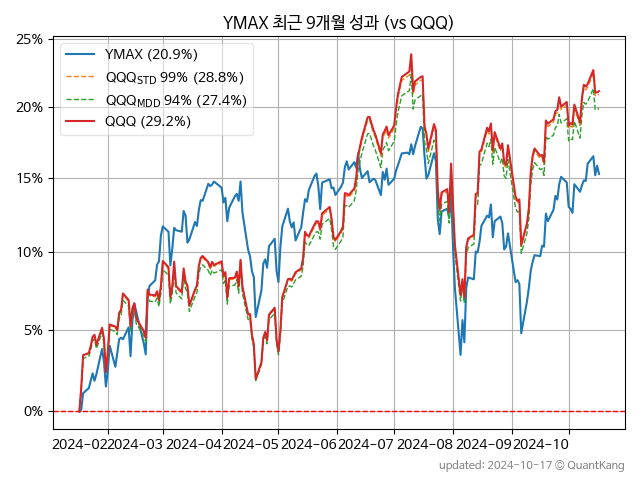 YMAX 최근 9개월 성과 (vs QQQ)
25%
20%
15%
10%
5%
0%
YMAX (20.9%)
QQQSTD 99% (28.8%)
QQQMDD 94% (27.4%)
QQQ (29.2%)
2024-02 2024-03 2024-04 2024-05 2024-06 2024-07 2024-08 2024-09 2024-10
updated: 2024-10-17 © QuantKang